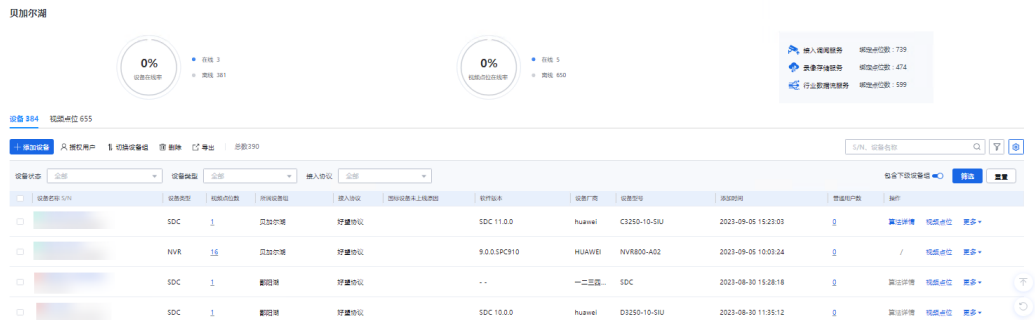 贝加尔湖
0%
设备在线率
在线 3
离线 381
0%
视频点位在线率
在线 5
离线 650
接入调阅服务 绑定点位数：739
录像存储服务 绑定点位数：474
行业数据流服务 绑定点位数：599
设备 384 视频点位 655
增加设备 授权用户 切换设备组 删除 导出 总数390 S/N、设备名称
设备状态 全部 设备类型 全部 接入协议 全部 包含下级设备组 筛选 重置
设备名称 S/N 设备类型 视频点位数 所属设备组 接入协议 国标设备未上线原因 软件版本 设备厂商 设备型号 添加时间 普通用户数 操作
SDC 1 贝加尔湖 好望协议 SDC 11.0.0 huawei C3250-10-SIU 2023-09-05 15:23:03 0 算法详情 视频点位 更多
NVR 16 贝加尔湖 好望协议 9.0.0.SPC910 HUAWEI NVR800-A02 2023-09-05 10:03:24 0 / 视频点位 更多
SDC 1 鄱阳湖 好望协议 -- 一二三四... SDC 2023-08-30 15:28:18 0 算法详情 视频点位 更多
SDC 1 鄱阳湖 好望协议 SDC 10.0.0 huawei D3250-10-SIU 2023-08-30 11:35:12 0 算法详情 视频点位 更多